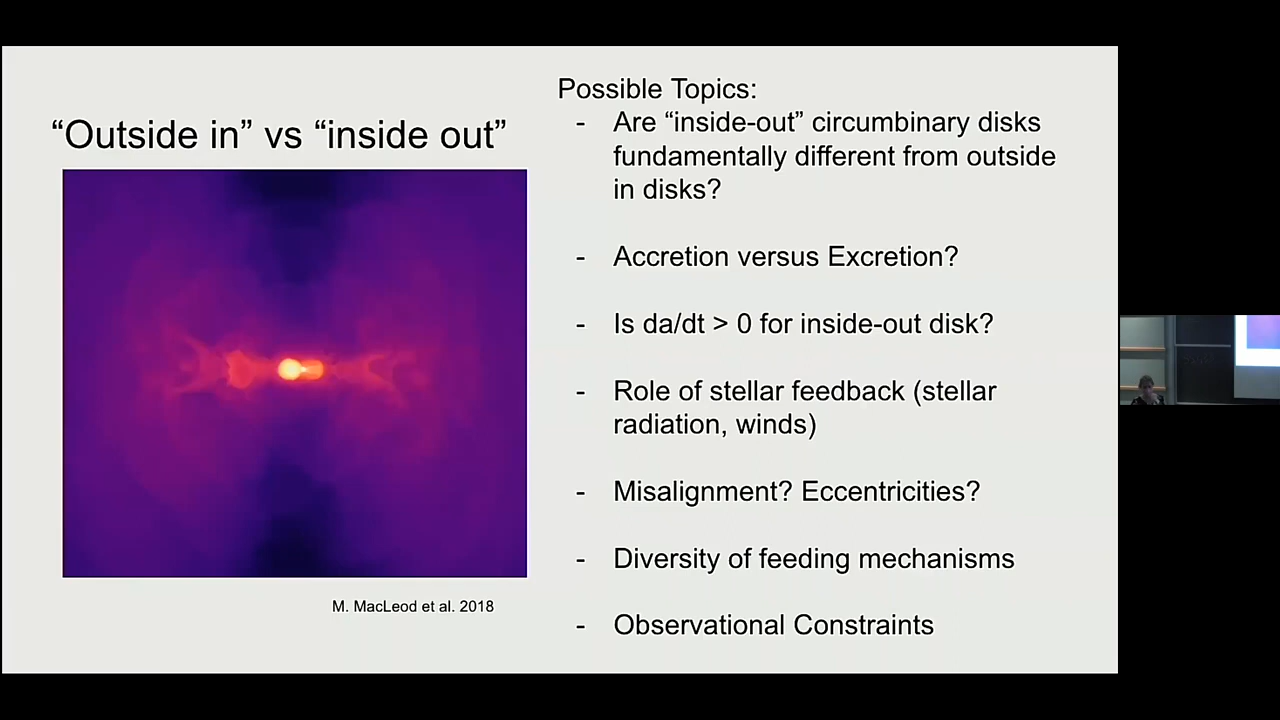 “Outside in” vs “inside out”
M. MacLeod et al. 2018
Possible Topics:
- Are “inside-out” circumbinary disks
fundamentally different from outside
in disks?
- Accretion versus Excretion?
- Is da/dt > 0 for inside-out disk?
- Role of stellar feedback (stellar
radiation, winds)
- Misalignment? Eccentricities?
- Diversity of feeding mechanisms
- Observational Constraints